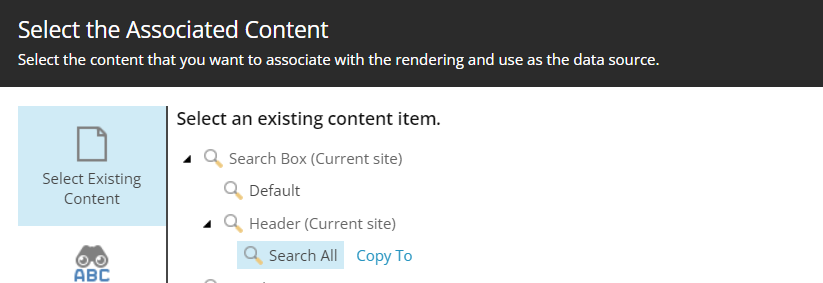 Select the Associated Content
Select the content that you want to associate with the rendering and use as the data source.
Select an existing content item.
Select Existing
Content
Search Box (Current site)
Default
Header (Current site)
Search All Copy To
ABC